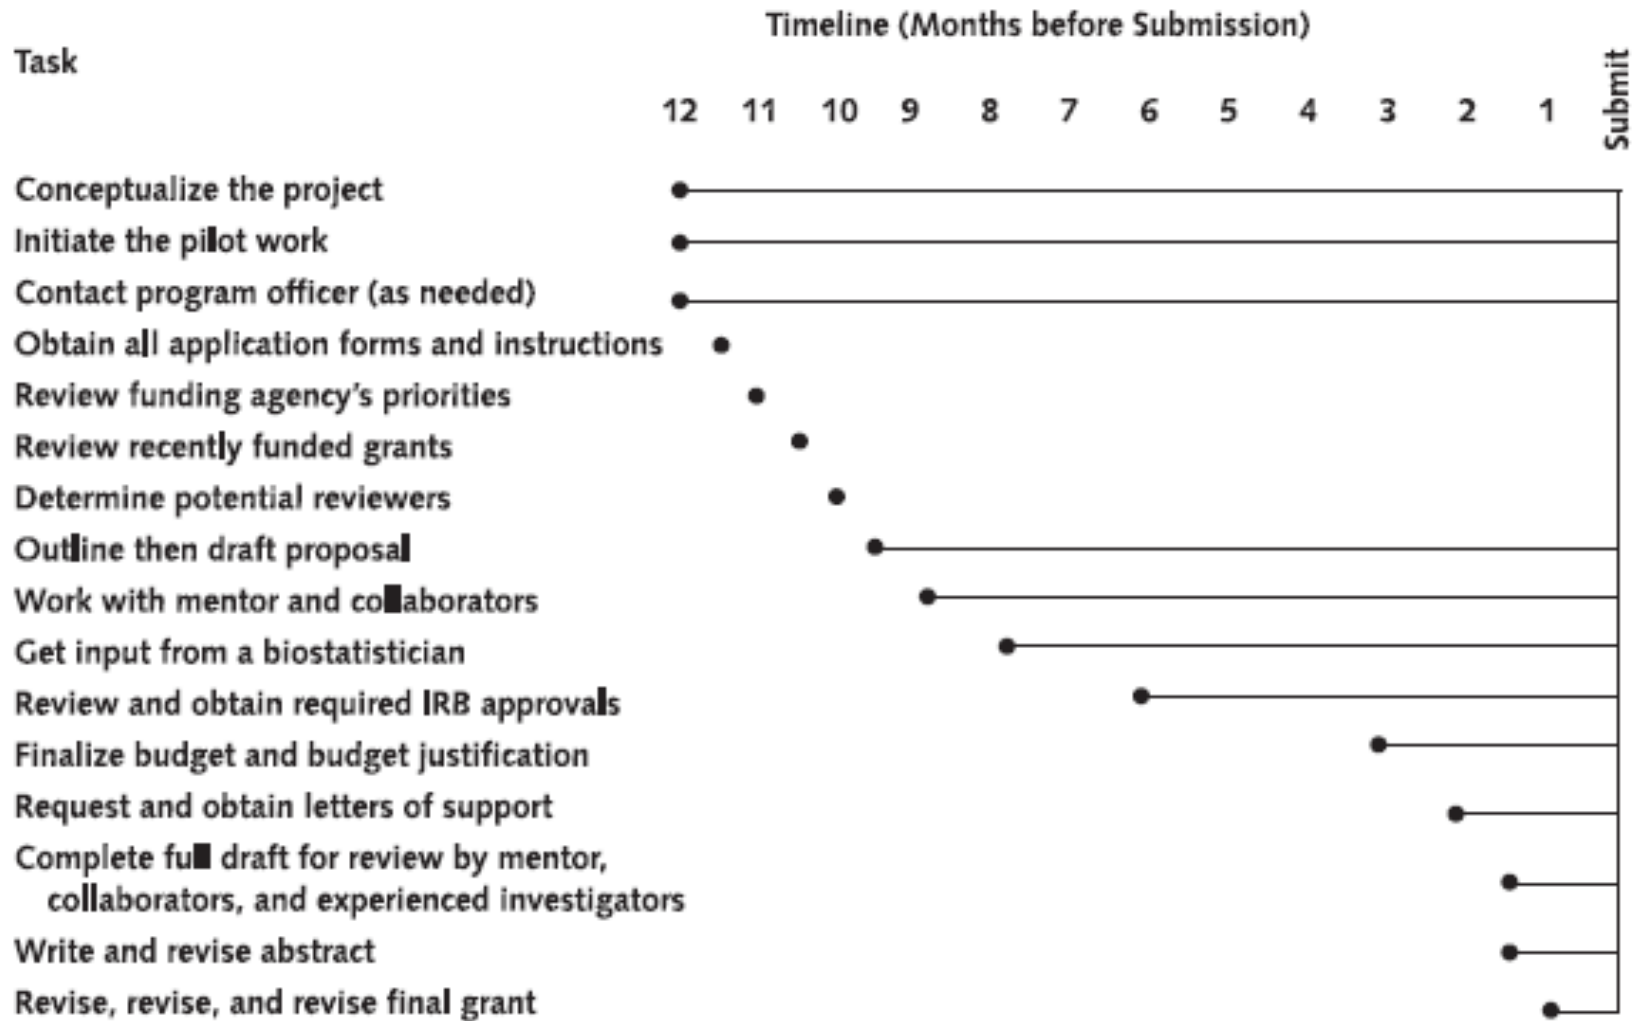 Timeline (Months before Submission)
Task
12 11 10 9 8 7 6 5 4 3 2 1 Submit
Conceptualize the project
Initiate the pilot work
Contact program officer (as needed)
Obtain all application forms and instructions
Review funding agency's priorities
Review recently funded grants
Determine potential reviewers
Outline then draft proposal
Work with mentor and collaborators
Get input from a biostatistician
Review and obtain required IRB approvals
Finalize budget and budget justification
Request and obtain letters of support
Complete full draft for review by mentor,
collaborators, and experienced investigators
Write and revise abstract
Revise, revise, and revise final grant